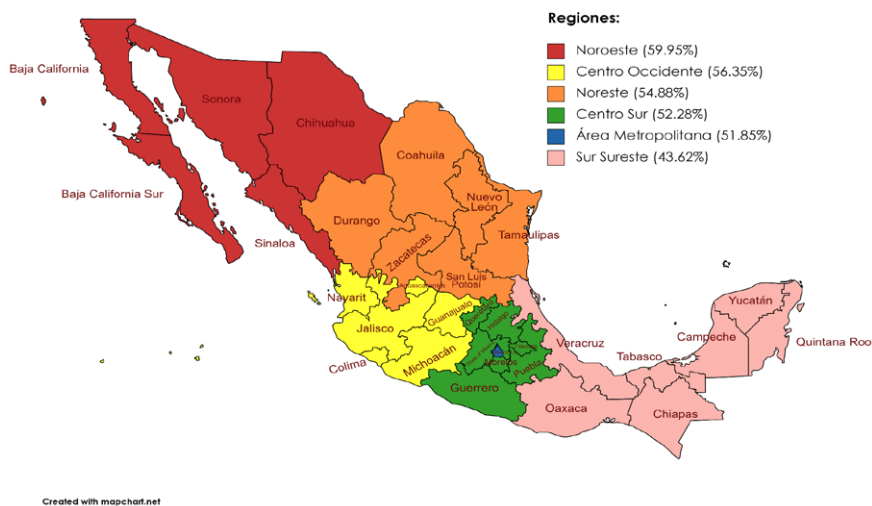 Regiones:
Noroeste (59.95%)
Centro Occidente (56.35%)
Noreste (54.88%)
Centro Sur (52.28%)
Área Metropolitana (51.85%)
Sur Sureste (43.62%)
Baja California
Sonora
Chihuahua
Coahuila
Baja California Sur
Nuevo
León
Durango
Tamaulipas
Sinaloa
Zacatecas
San Luis
Potosí
Aguascalientes
Nayarit
Guanajuato
Querétaro
Hidalgo
Yucatán
Jalisco
Campeche
Veracruz
Quintana Roo
Colima
Michoacán
Morelos
Puebla
Tabasco
Guerrero
Oaxaca
Chiapas
Created with mapchart.net